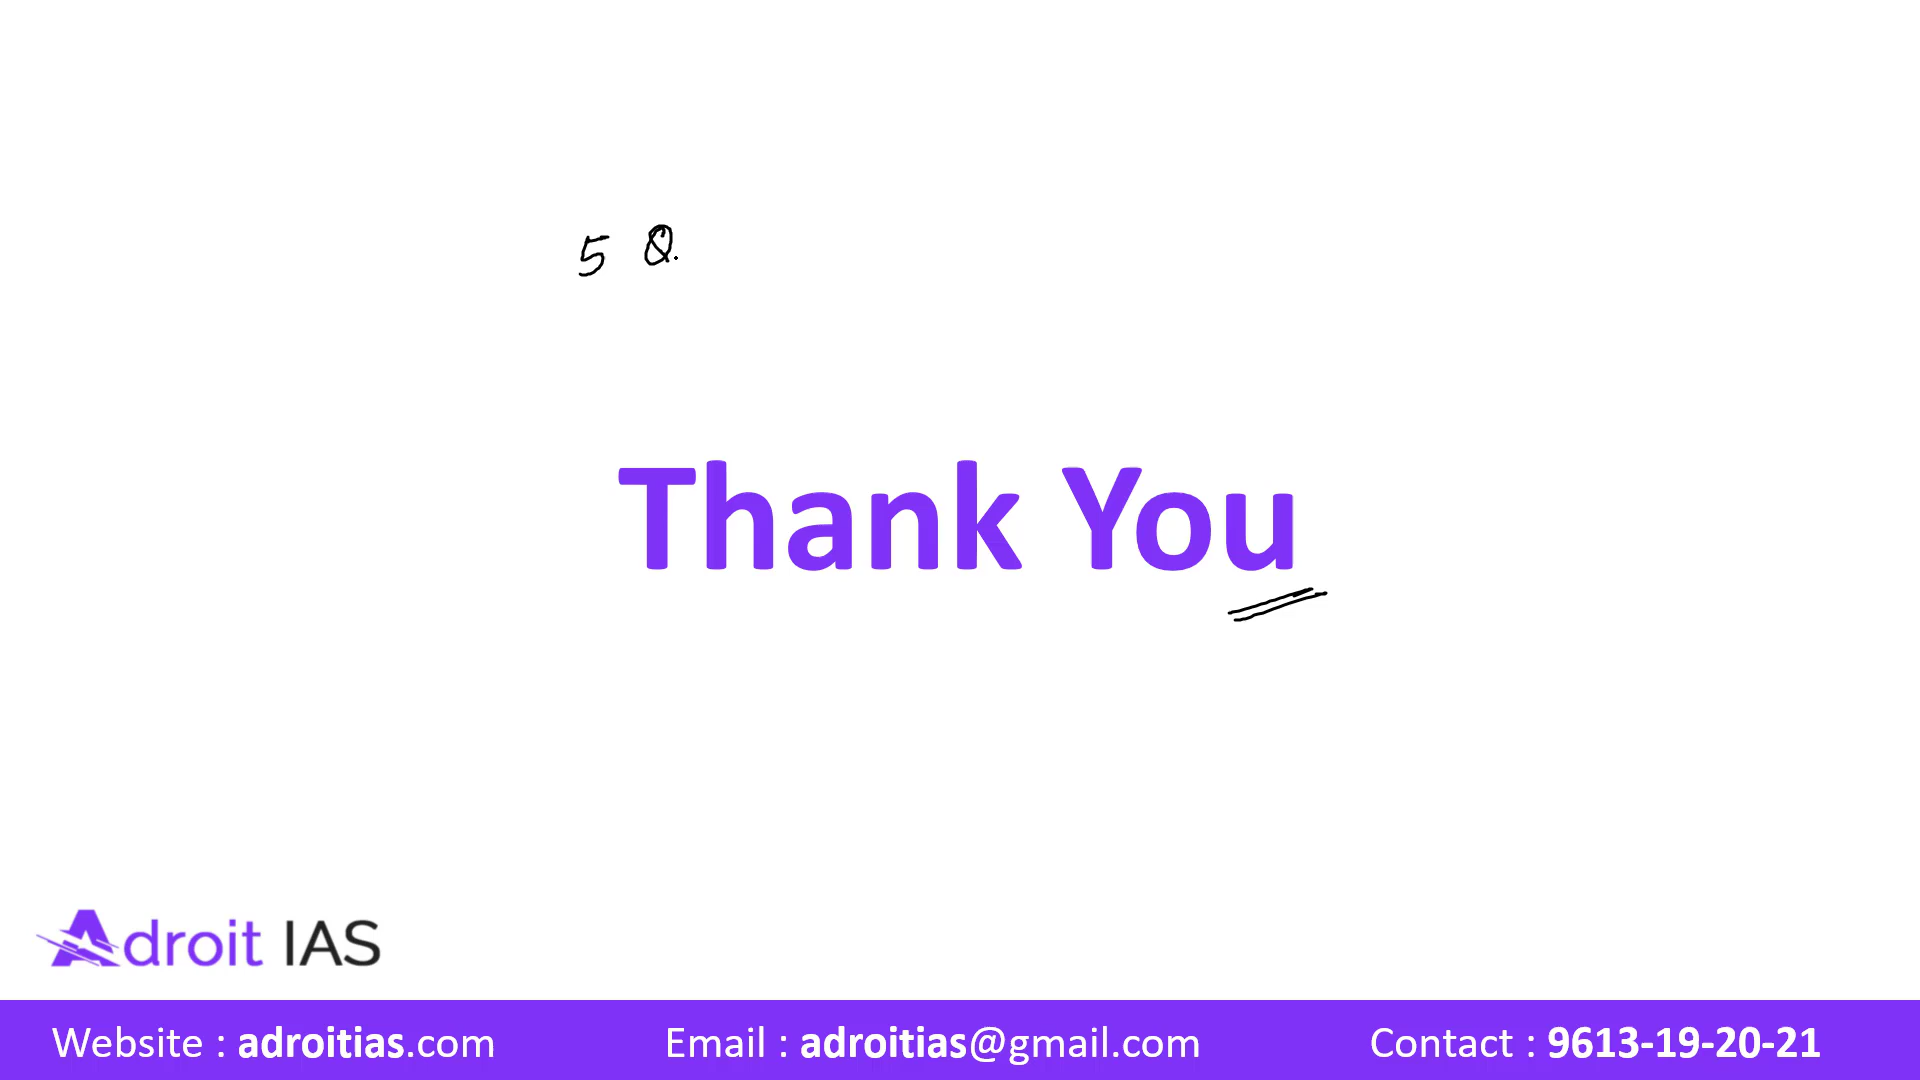 5 Q.
Thank You
Adroit IAS
Website : adroitias.com
Email : adroitias@gmail.com
Contact : 9613-19-20-21